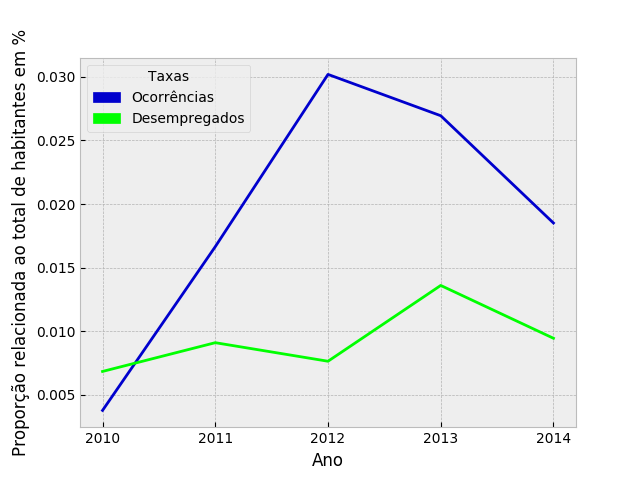 Proporção relacionada ao total de habitantes em %
0.030
0.025
0.020
0.015
0.010
0.005
Taxas
Ocorrências
Desempregados
2010 2011 2012 2013 2014
Ano